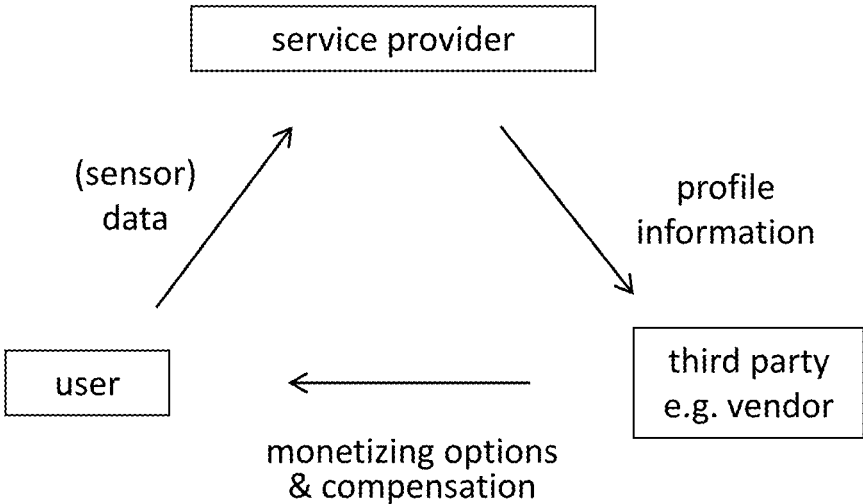 service provider
(sensor)
data
profile
information
user
third party
e.g. vendor
monetizing options
& compensation